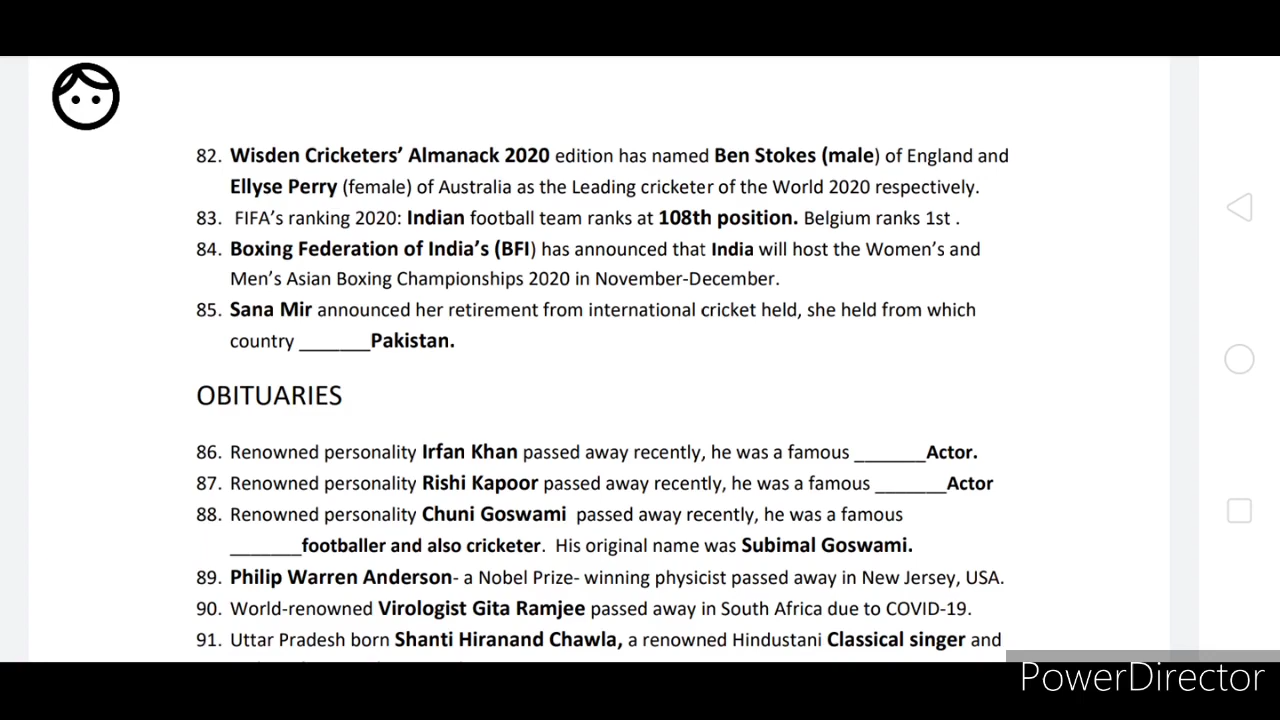 82. Wisden Cricketers’ Almanack 2020 edition has named Ben Stokes (male) of England and
Ellyse Perry (female) of Australia as the Leading cricketer of the World 2020 respectively.
83. FIFA’s ranking 2020: Indian football team ranks at 108th position. Belgium ranks 1st .
84. Boxing Federation of India’s (BFI) has announced that India will host the Women’s and
Men’s Asian Boxing Championships 2020 in November-December.
85. Sana Mir announced her retirement from international cricket held, she held from which
country _______Pakistan.
OBITUARIES
86. Renowned personality Irfan Khan passed away recently, he was a famous _______Actor.
87. Renowned personality Rishi Kapoor passed away recently, he was a famous _______Actor
88. Renowned personality Chuni Goswami passed away recently, he was a famous
_______footballer and also cricketer. His original name was Subimal Goswami.
89. Philip Warren Anderson- a Nobel Prize- winning physicist passed away in New Jersey, USA.
90. World-renowned Virologist Gita Ramjee passed away in South Africa due to COVID-19.
91. Uttar Pradesh born Shanti Hiranand Chawla, a renowned Hindustani Classical singer and
PowerDirector